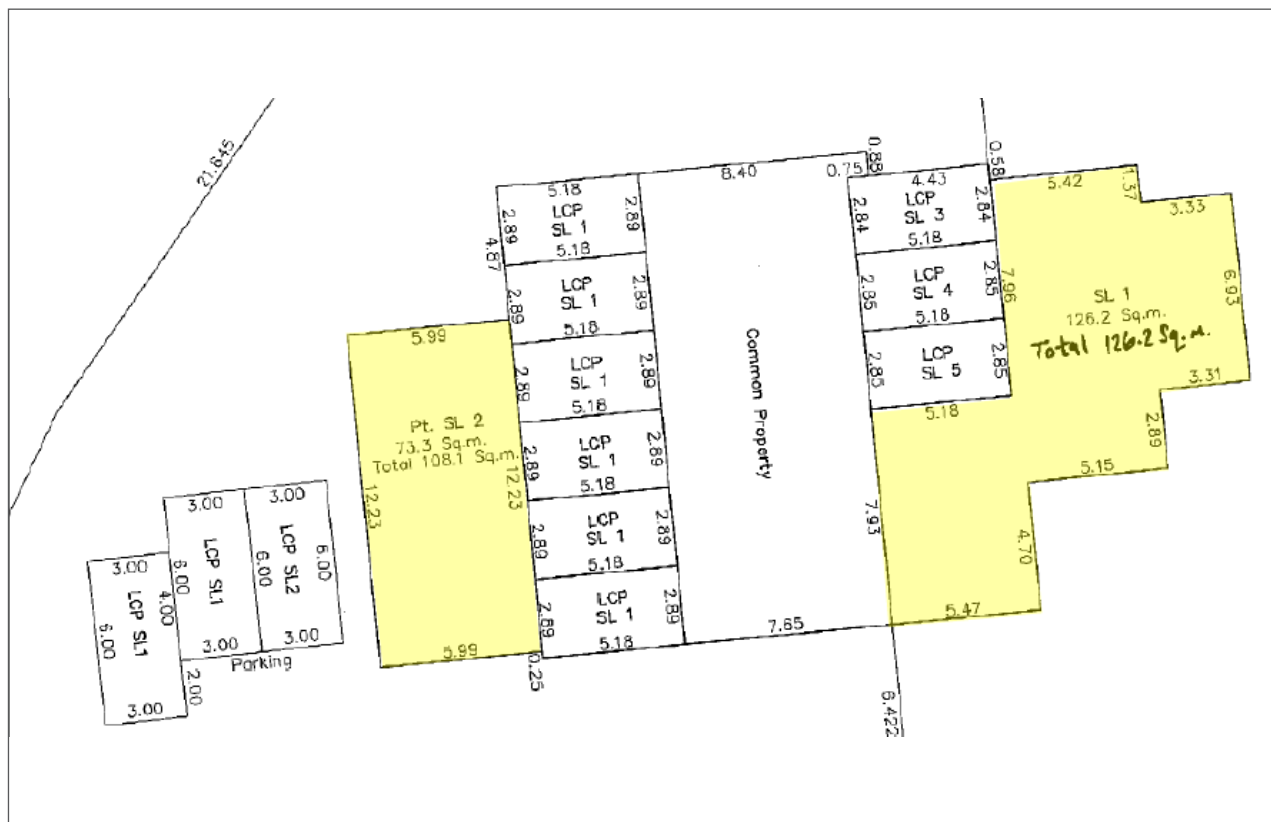 21.645
5.18
8.40
0.75
0.88
4.43
0.58
5.42
1.37
3.33
2.89
LCP
SL 1
2.89
5.18
4.87
2.84
LCP
SL 3
2.84
5.18
2.89
LCP
SL 1
2.89
5.18
2.85
LCP
SL 4
2.85
5.18
7.96
SL 1
126.2 Sq.m.
Total 126.2 Sq.m.
6.93
5.99
2.89
LCP
SL 1
2.89
5.18
Common Property
2.85
LCP
SL 5
2.85
5.18
3.31
2.89
5.15
Pt. SL 2
73.3 Sq.m.
Total 108.1 Sq.m.
12.23
12.23
2.89
LCP
SL 1
2.89
5.18
7.93
4.70
3.00
3.00
LCP SL1
6.00
LCP SL2
6.00
6.00
2.89
LCP
SL 1
2.89
5.18
3.00
LCP SL1
6.00
4.00
3.00
3.00
Parking
2.00
3.00
2.89
LCP
SL 1
2.89
5.18
7.65
5.47
5.99
0.25
6.422